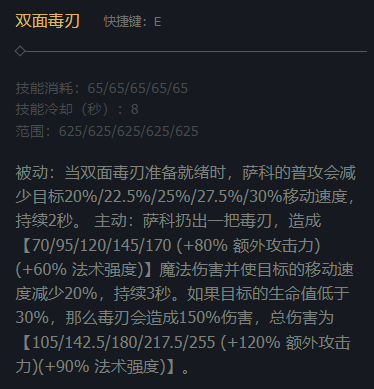 双面毒刃 快捷键：E
技能消耗：65/65/65/65/65
技能冷却（秒）：8
范围：625/625/625/625/625
被动：当双面毒刃准备就绪时，萨科的普攻会减
少目标20%/22.5%/25%/27.5%/30%移动速度，
持续2秒。 主动：萨科扔出一把毒刃，造成
【70/95/120/145/170 (+80% 额外攻击力)
(+60% 法术强度)】魔法伤害并使目标的移动速
度减少20%，持续3秒。如果目标的生命值低于
30%，那么毒刃会造成150%伤害，总伤害为
【105/142.5/180/217.5/255 (+120% 额外攻击
力)(+90% 法术强度)】。